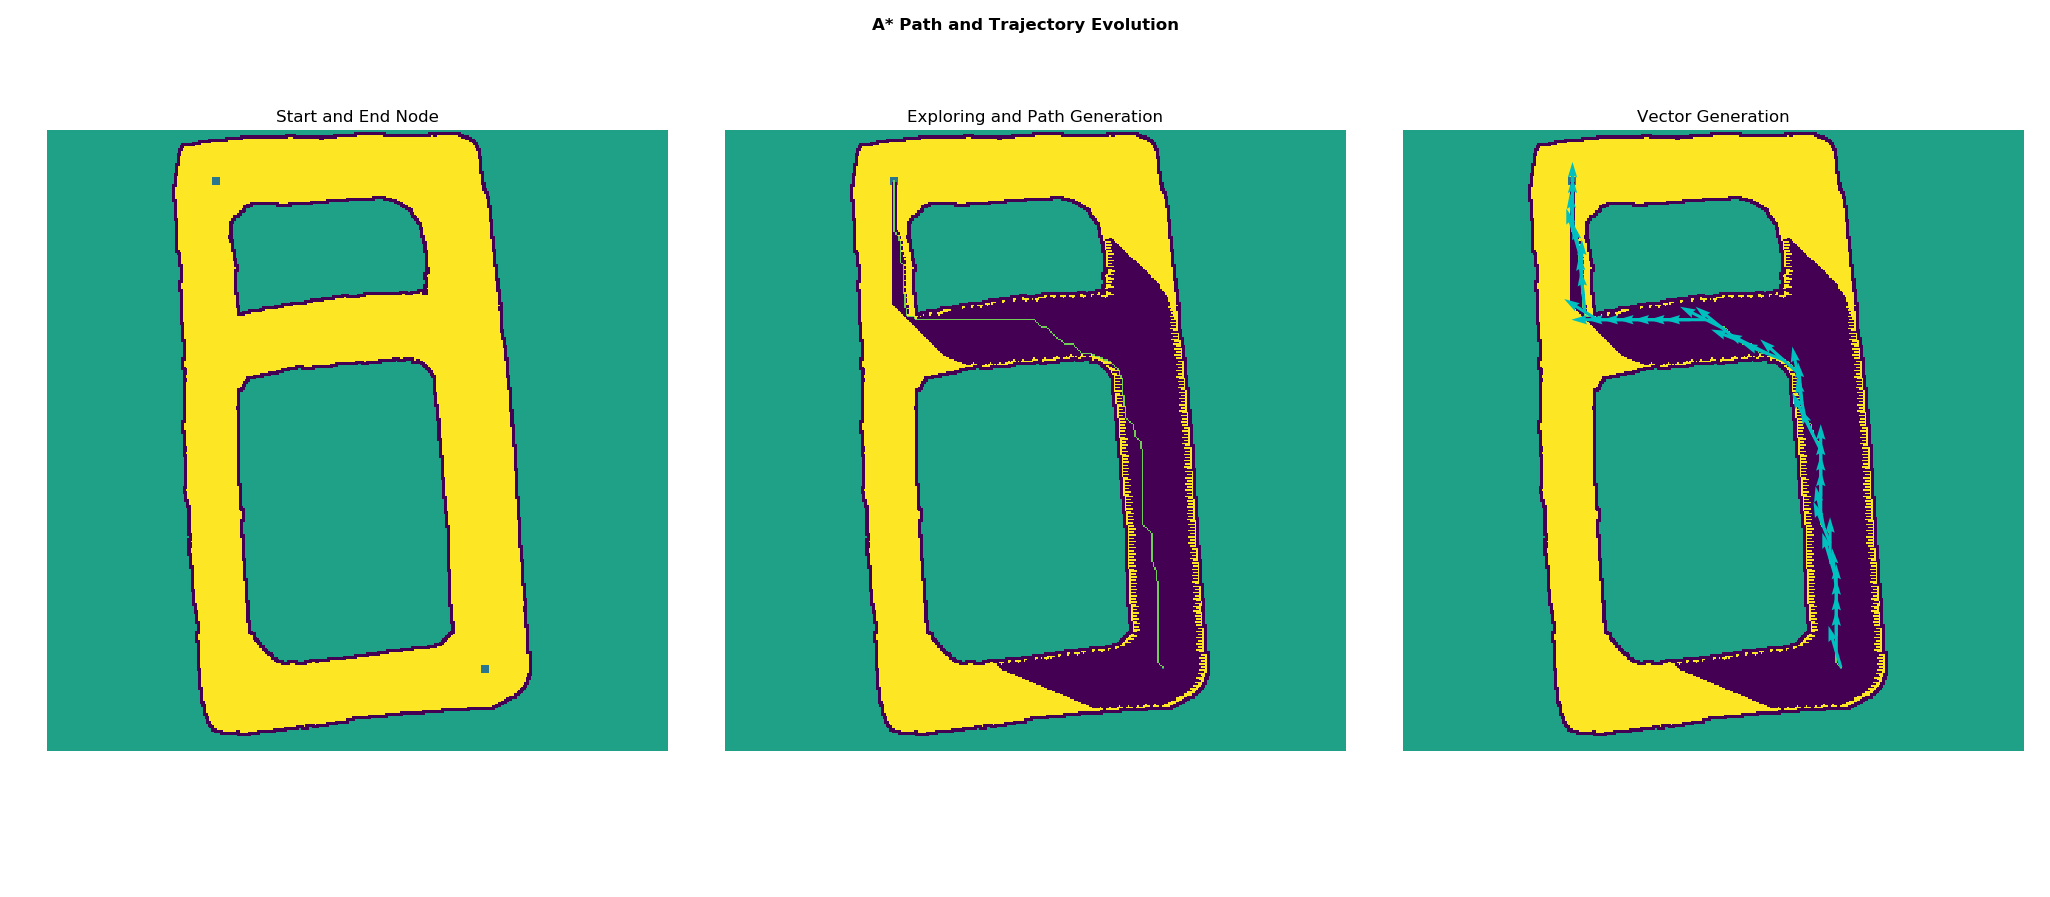 A* Path and Trajectory Evolution
Start and End Node
Exploring and Path Generation
Vector Generation